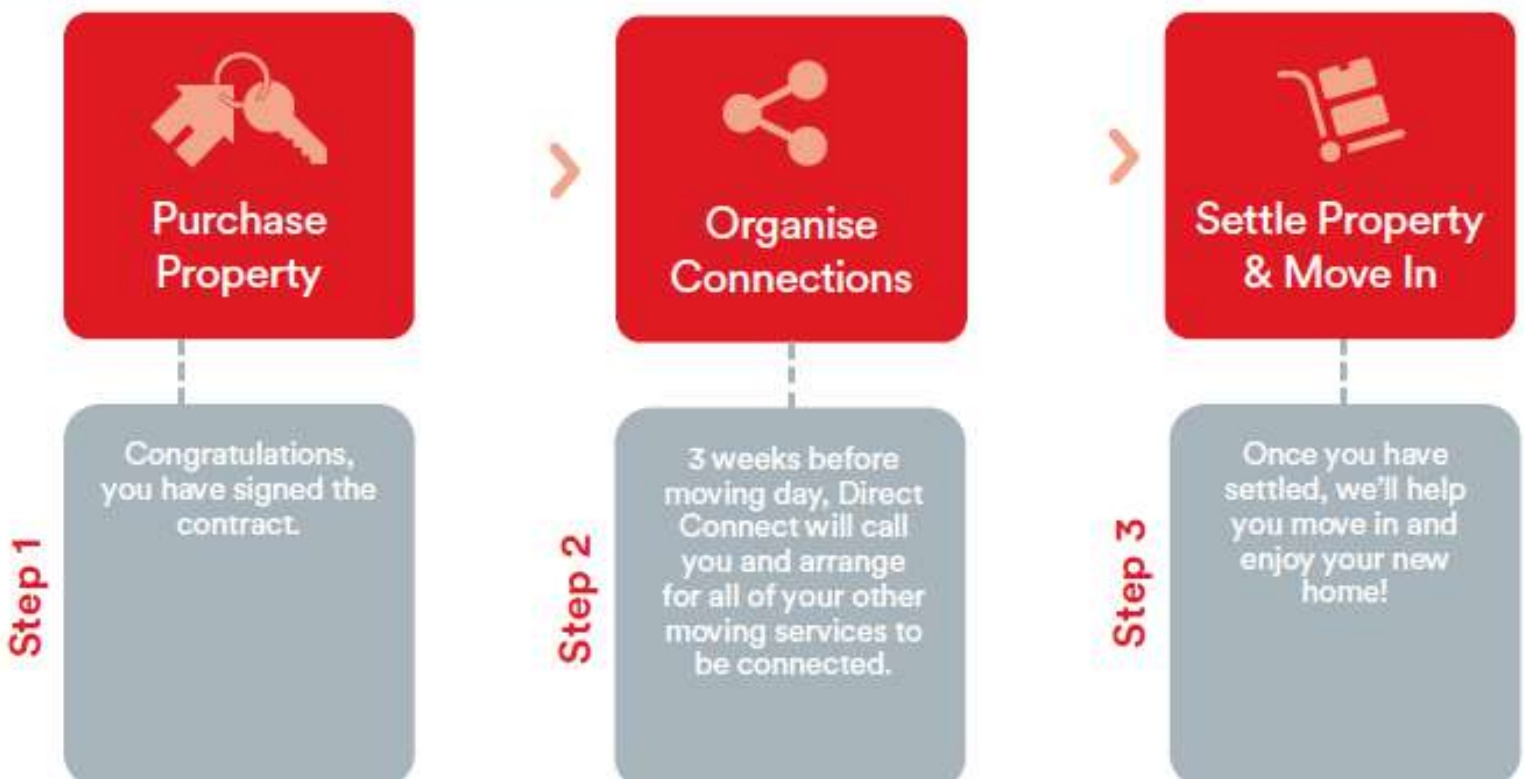 Purchase
Property
Organise
Connections
Settle Property
& Move In
Step 1
Congratulations,
you have signed the
contract.
Step 2
3 weeks before
moving day, Direct
Connect will call
you and arrange
for all of your other
moving services to
be connected.
Step 3
Once you have
settled, we'll help
you move in and
enjoy your new
home!